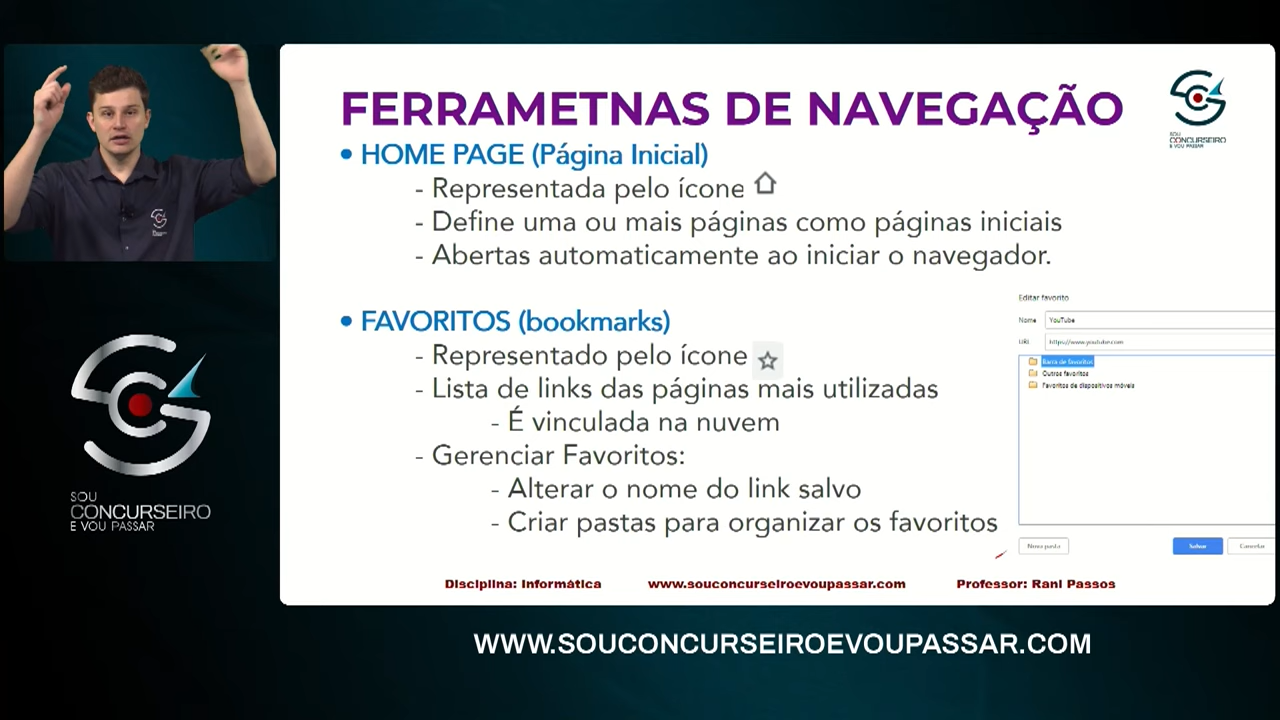 FERRAMETNAS DE NAVEGAÇÃO
SOU
CONCURSEIRO
E VOU PASSAR
• HOME PAGE (Página Inicial)
- Representada pelo ícone
- Define uma ou mais páginas como páginas iniciais
- Abertas automaticamente ao iniciar o navegador.
• FAVORITOS (bookmarks)
- Representado pelo ícone
- Lista de links das páginas mais utilizadas
- É vinculada na nuvem
- Gerenciar Favoritos:
- Alterar o nome do link salvo
- Criar pastas para organizar os favoritos
Editar favorito
Nome YouTube
URL https://www.youtube.com
Barra de favoritos
Outros favoritos
Favoritos de dispositivos móveis
Nova pasta Salvar Cancelar
Disciplina: Informática www.souconcurseiroevoupassar.com Professor: Rani Passos
SOU
CONCURSEIRO
E VOU PASSAR
WWW.SOUCONCURSEIROEVOUPASSAR.COM